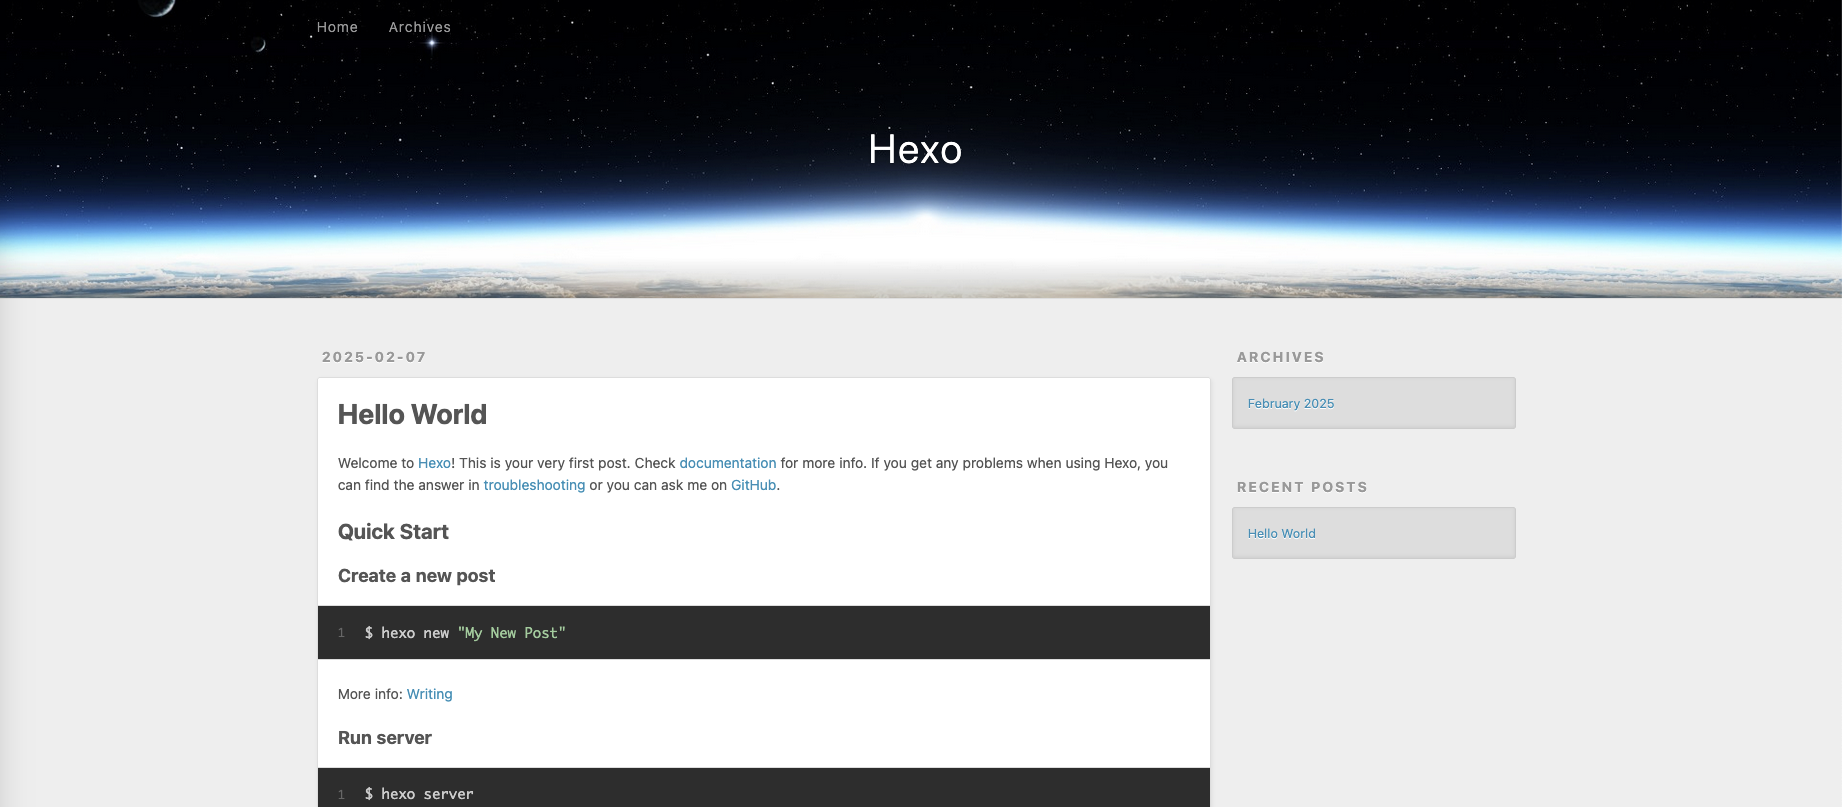 Home Archives
Hexo
2025-02-07
Hello World
Welcome to Hexo! This is your very first post. Check documentation for more info. If you get any problems when using Hexo, you
can find the answer in troubleshooting or you can ask me on GitHub.
Quick Start
Create a new post
1 $ hexo new "My New Post"
More info: Writing
Run server
1 $ hexo server
ARCHIVES
February 2025
RECENT POSTS
Hello World